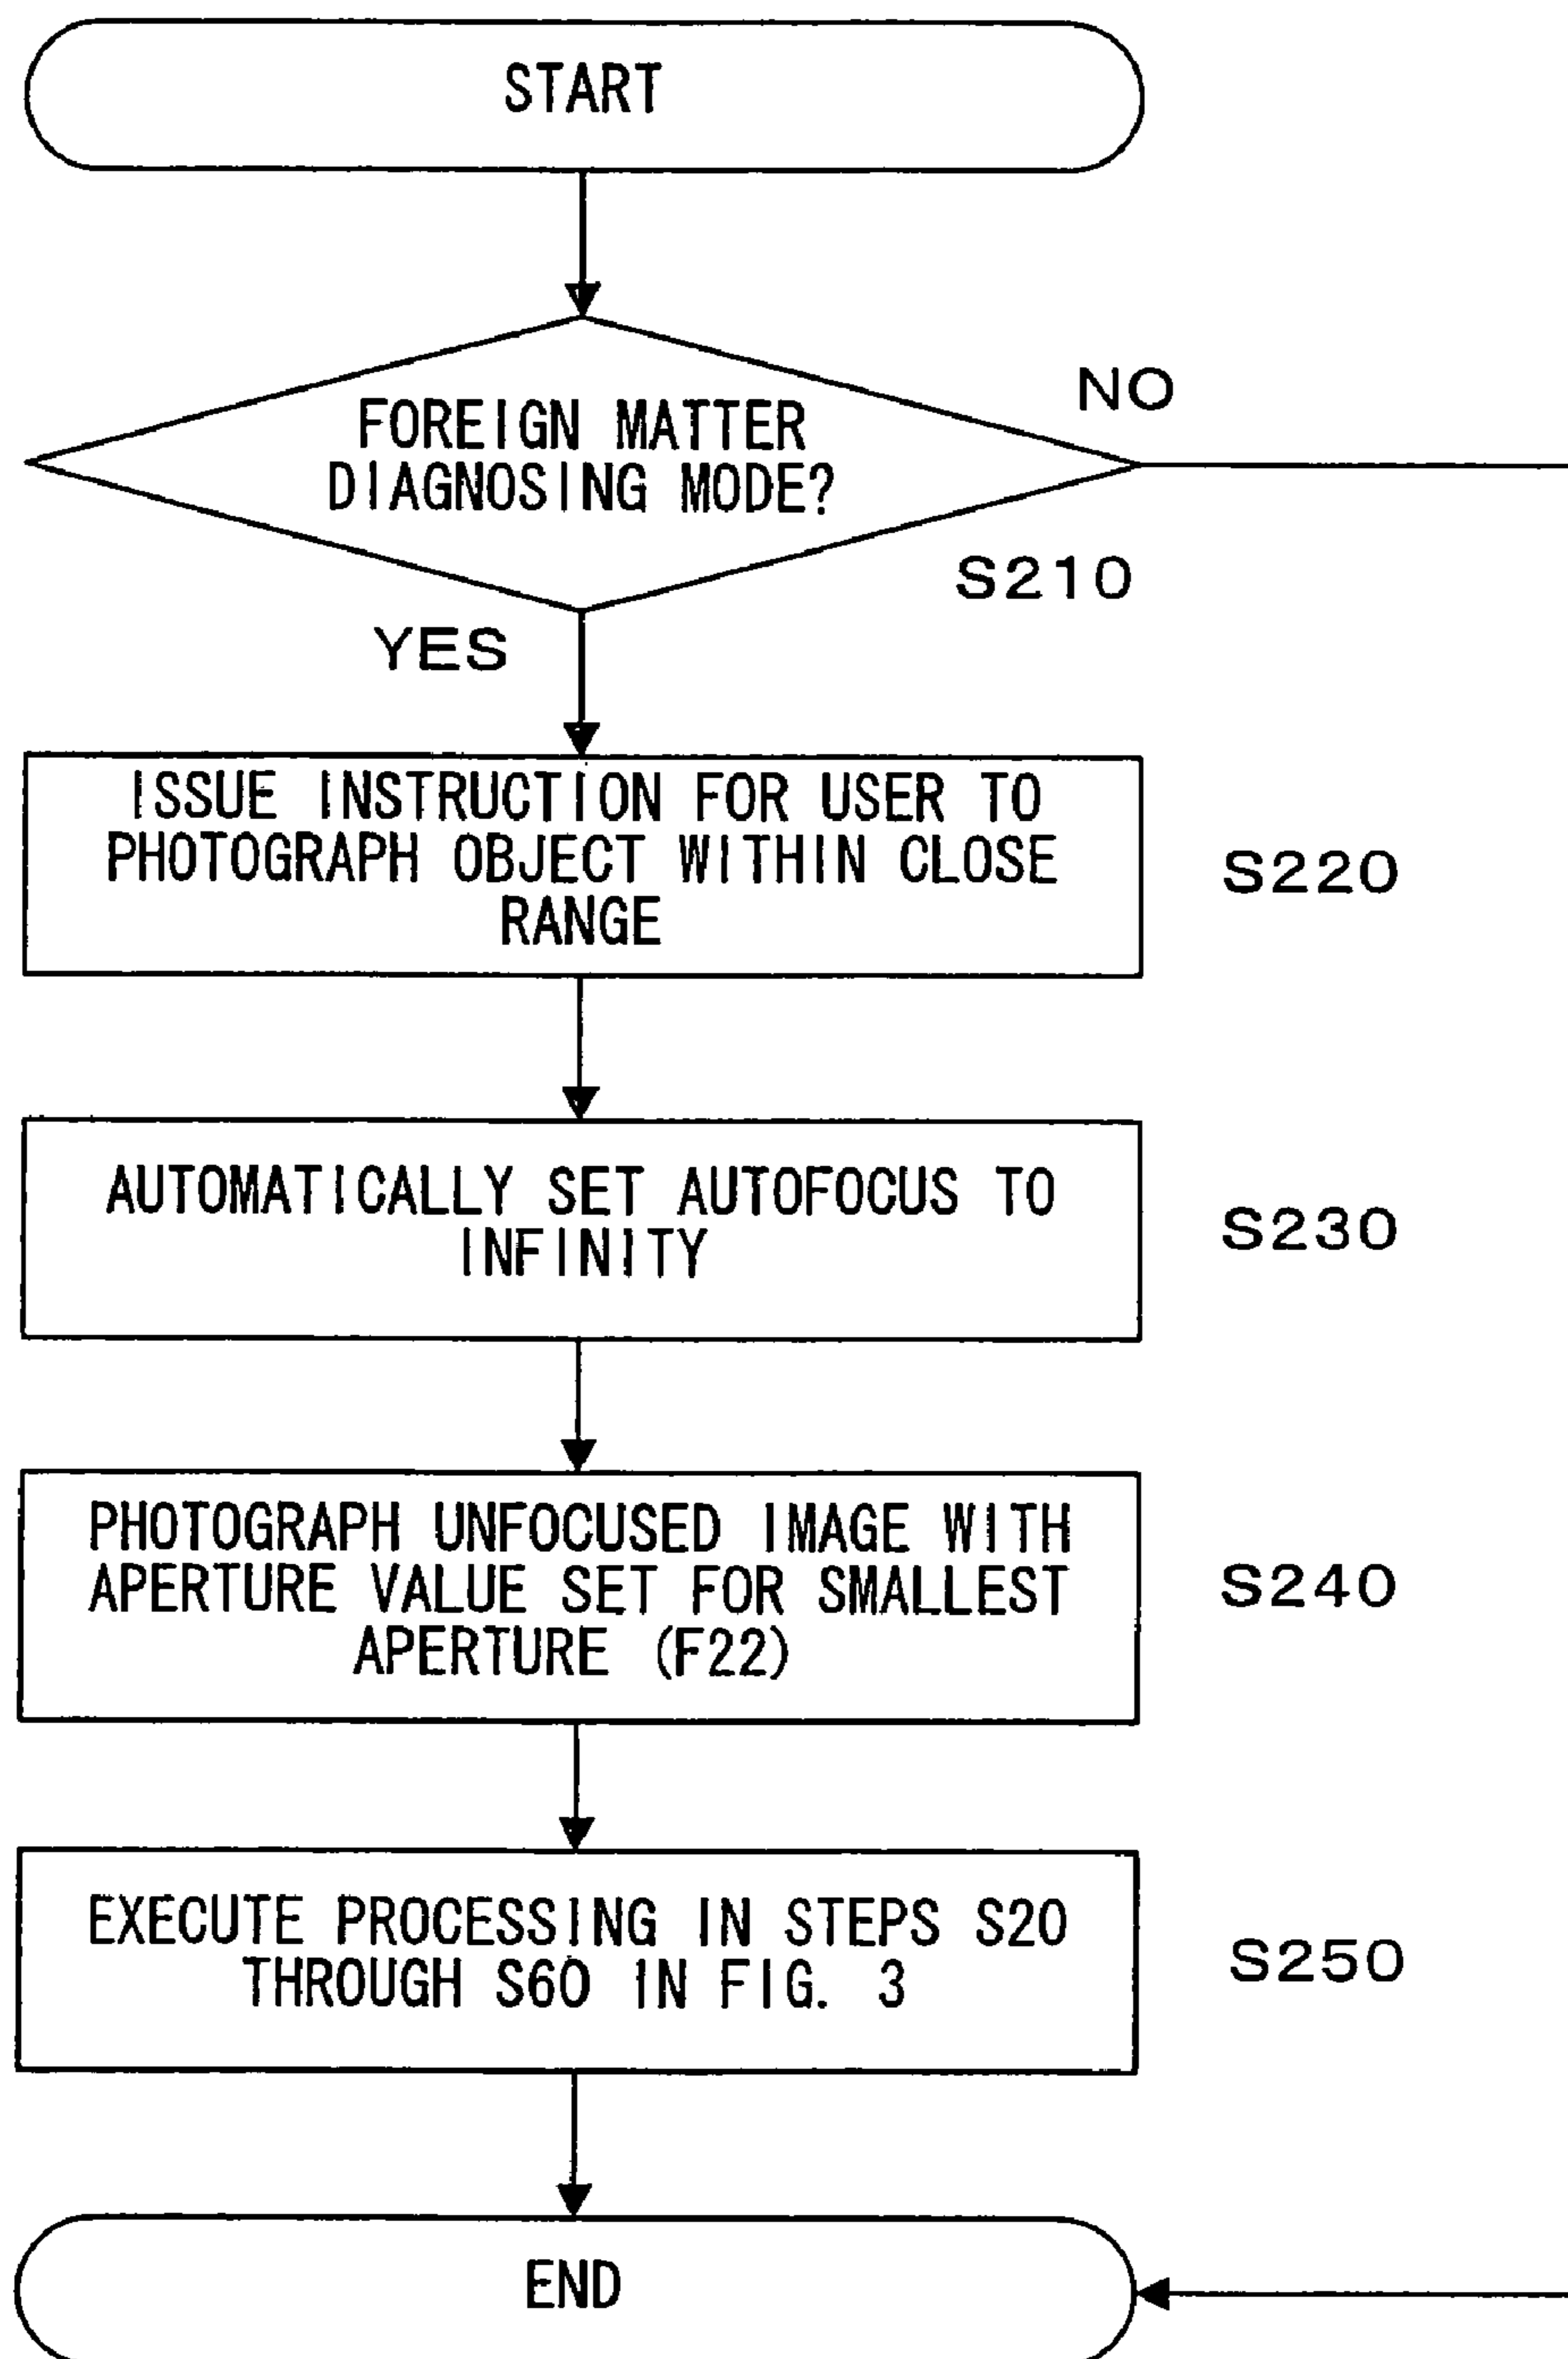 START
NO
FOREIGN MATTER
DIAGNOSING MODE?
S210
YES
ISSUE INSTRUCTION FOR USER TO
PHOTOGRAPH OBJECT WITHIN CLOSE
RANGE
S220
AUTOMATICALLY SET AUTOFOCUS TO
INFINITY
S230
PHOTOGRAPH UNFOCUSED IMAGE WITH
APERTURE VALUE SET FOR SMALLEST
APERTURE (F22)
S240
EXECUTE PROCESSING IN STEPS S20
THROUGH S60 IN FIG. 3
S250
END